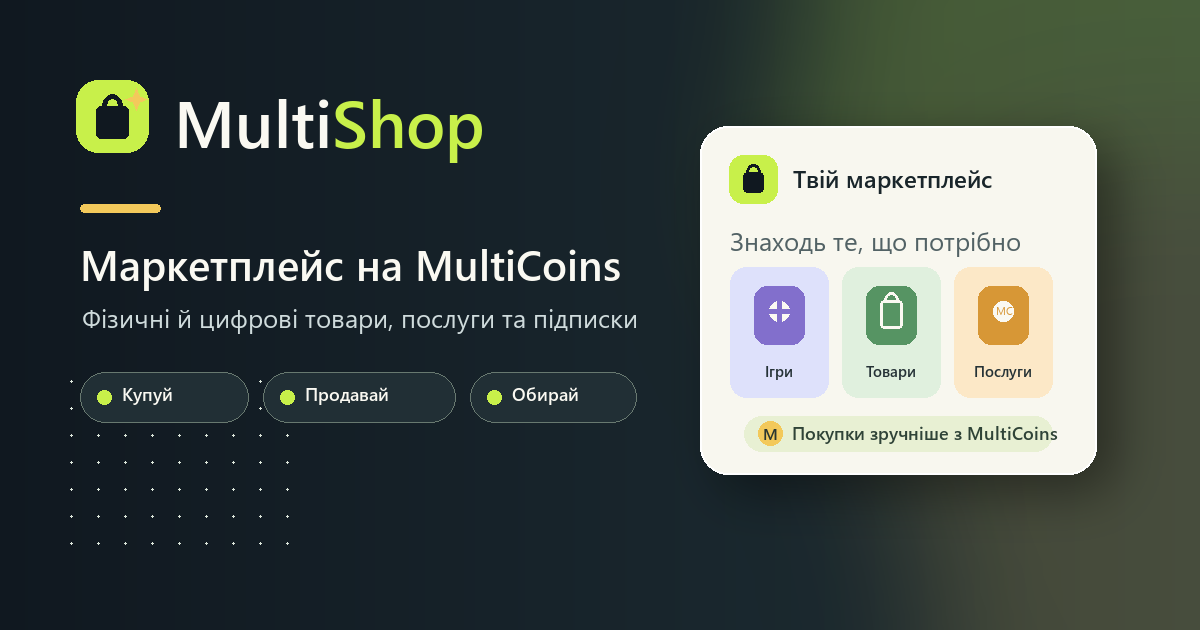 MultiShop
Маркетплейс на MultiCoins
Фізичні й цифрові товари, послуги та підписки
Купуй
Продавай
Обирай
Твій маркетплейс
Знаходь те, що потрібно
Ігри
Товари
MC
Послуги
M Покупки зручніше з MultiCoins